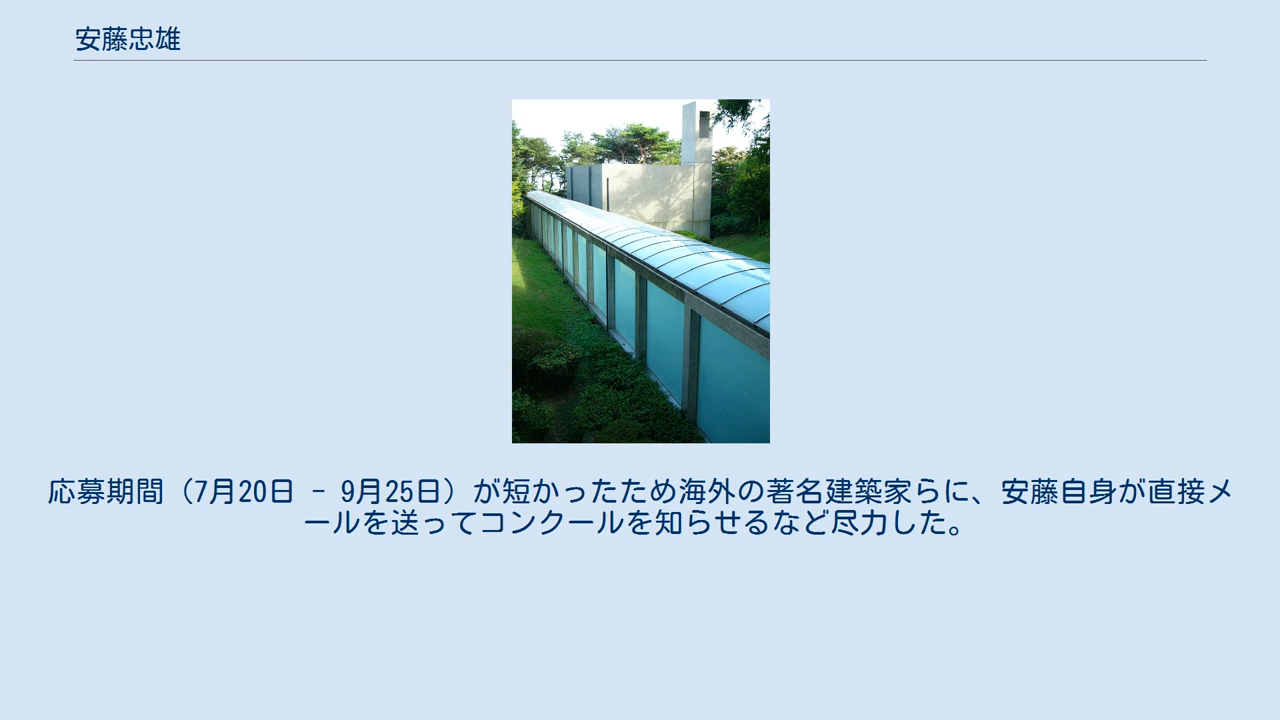 安藤忠雄
応募期間（7月20日 - 9月25日）が短かったため海外の著名建築家らに、安藤自身が直接メ
ールを送ってコンクールを知らせるなど尽力した。